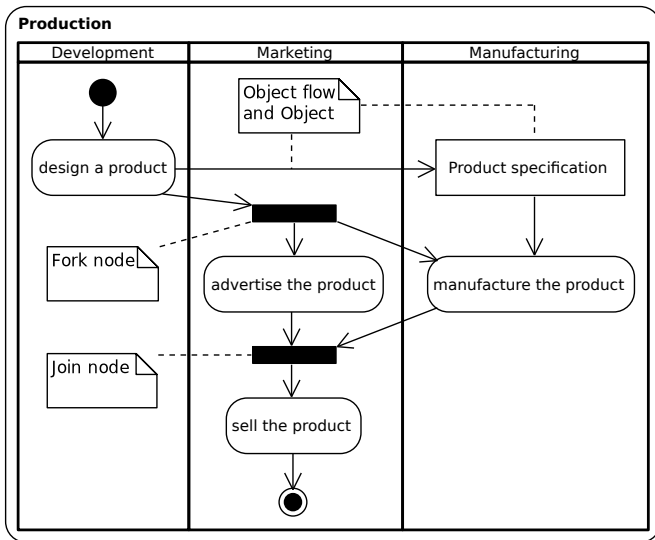 Production
Development
Marketing
Manufacturing
Object flow
and Object
design a product
Product specification
Fork node
advertise the product
manufacture the product
Join node
sell the product